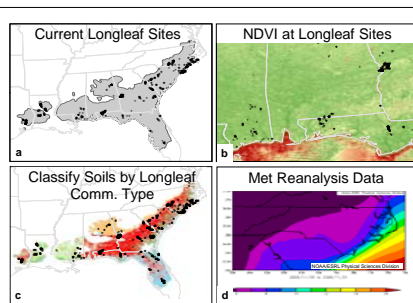 Current Longleaf Sites
a
NDVI at Longleaf Sites
b
Classify Soils by Longleaf
Comm. Type
c
Met Reanalysis Data
NOAA/ESRL Physical Sciences Division
d